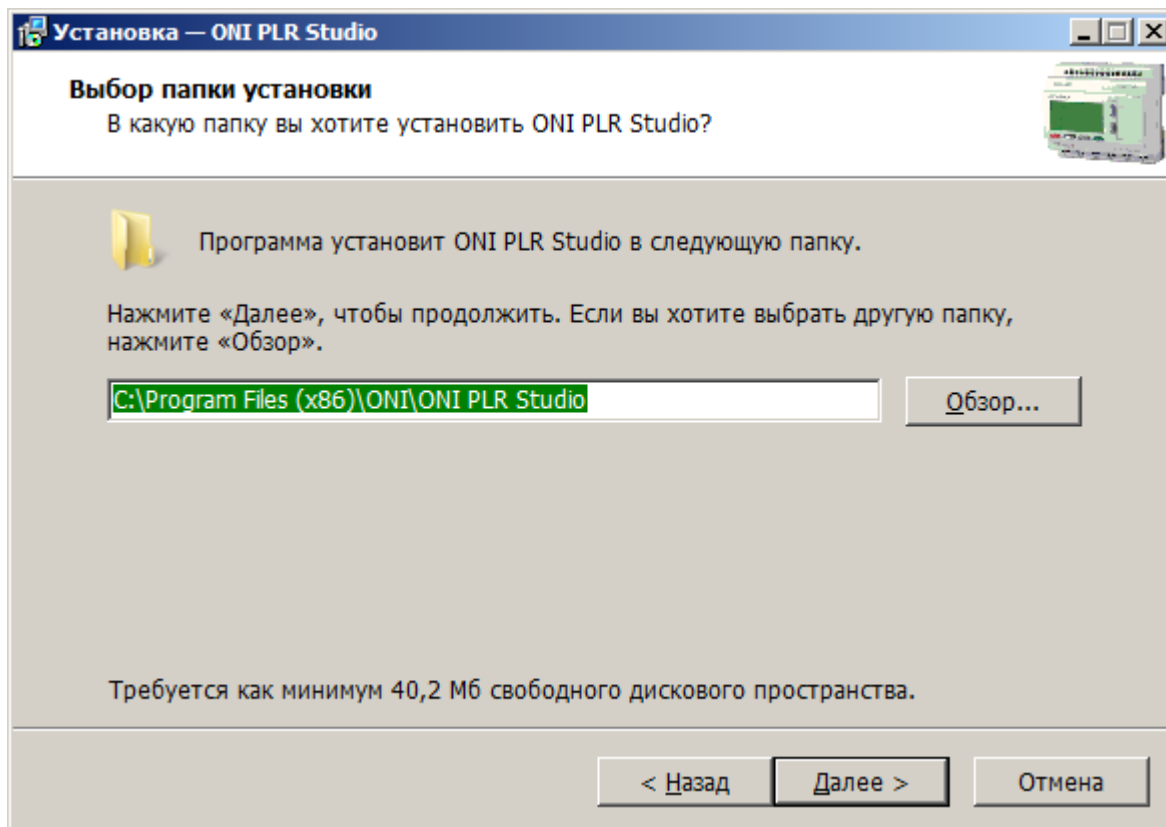 Установка — ONI PLR Studio
Выбор папки установки
В какую папку вы хотите установить ONI PLR Studio?
Программа установит ONI PLR Studio в следующую папку.
Нажмите «Далее», чтобы продолжить. Если вы хотите выбрать другую папку,
нажмите «Обзор».
C:\Program Files (x86)\ONI\ONI PLR Studio
Обзор...
Требуется как минимум 40,2 Мб свободного дискового пространства.
< Назад
Далее >
Отмена